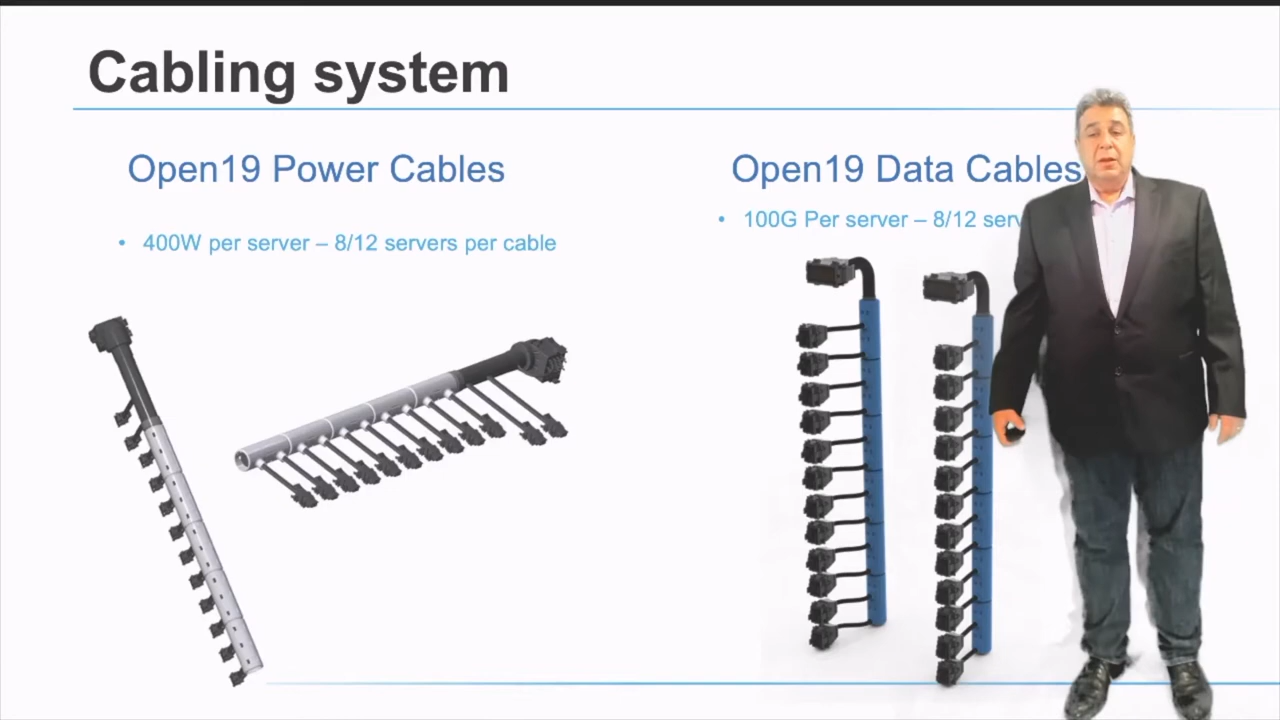 Cabling system
Open19 Power Cables
• 400W per server – 8/12 servers per cable
Open19 Data Cables
• 100G Per server – 8/12